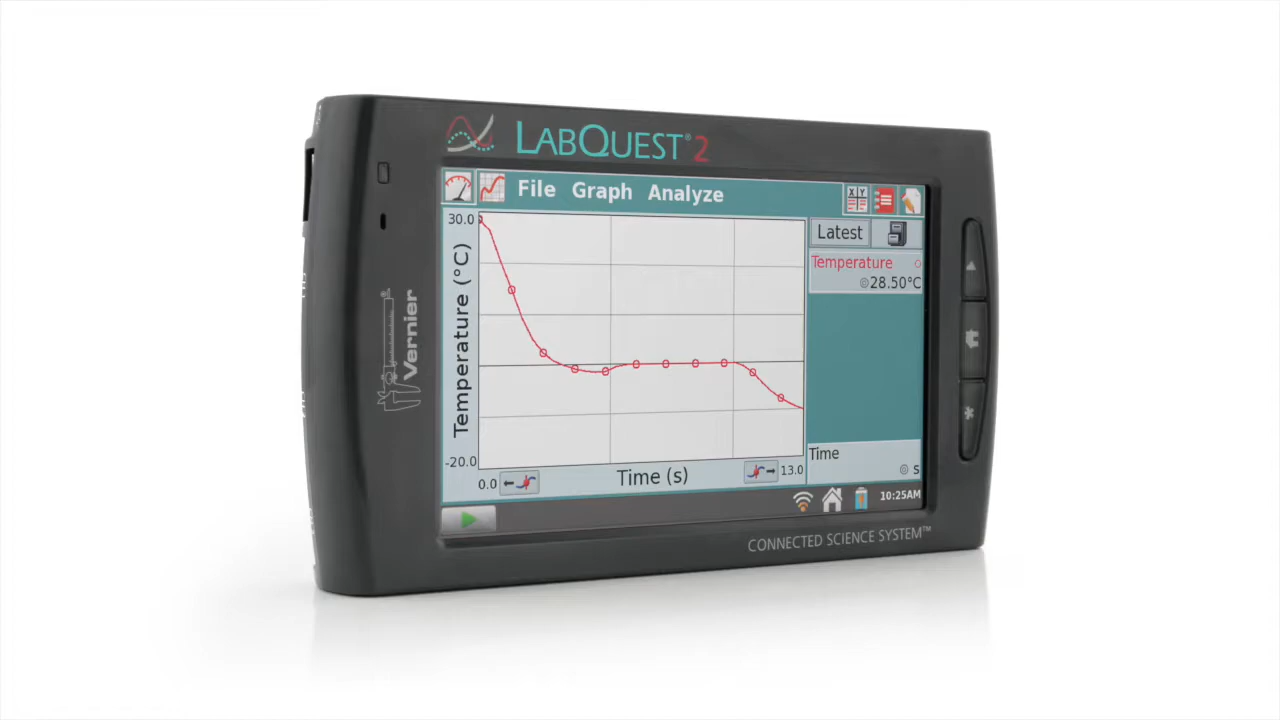 LABQUEST® 2
File Graph Analyze
X Y
30.0
Latest
Temperature
28.50°C
Temperature (°C)
Vernier
-20.0
0.0
Time (s)
13.0
Time
s
10:25AM
CONNECTED SCIENCE SYSTEM™